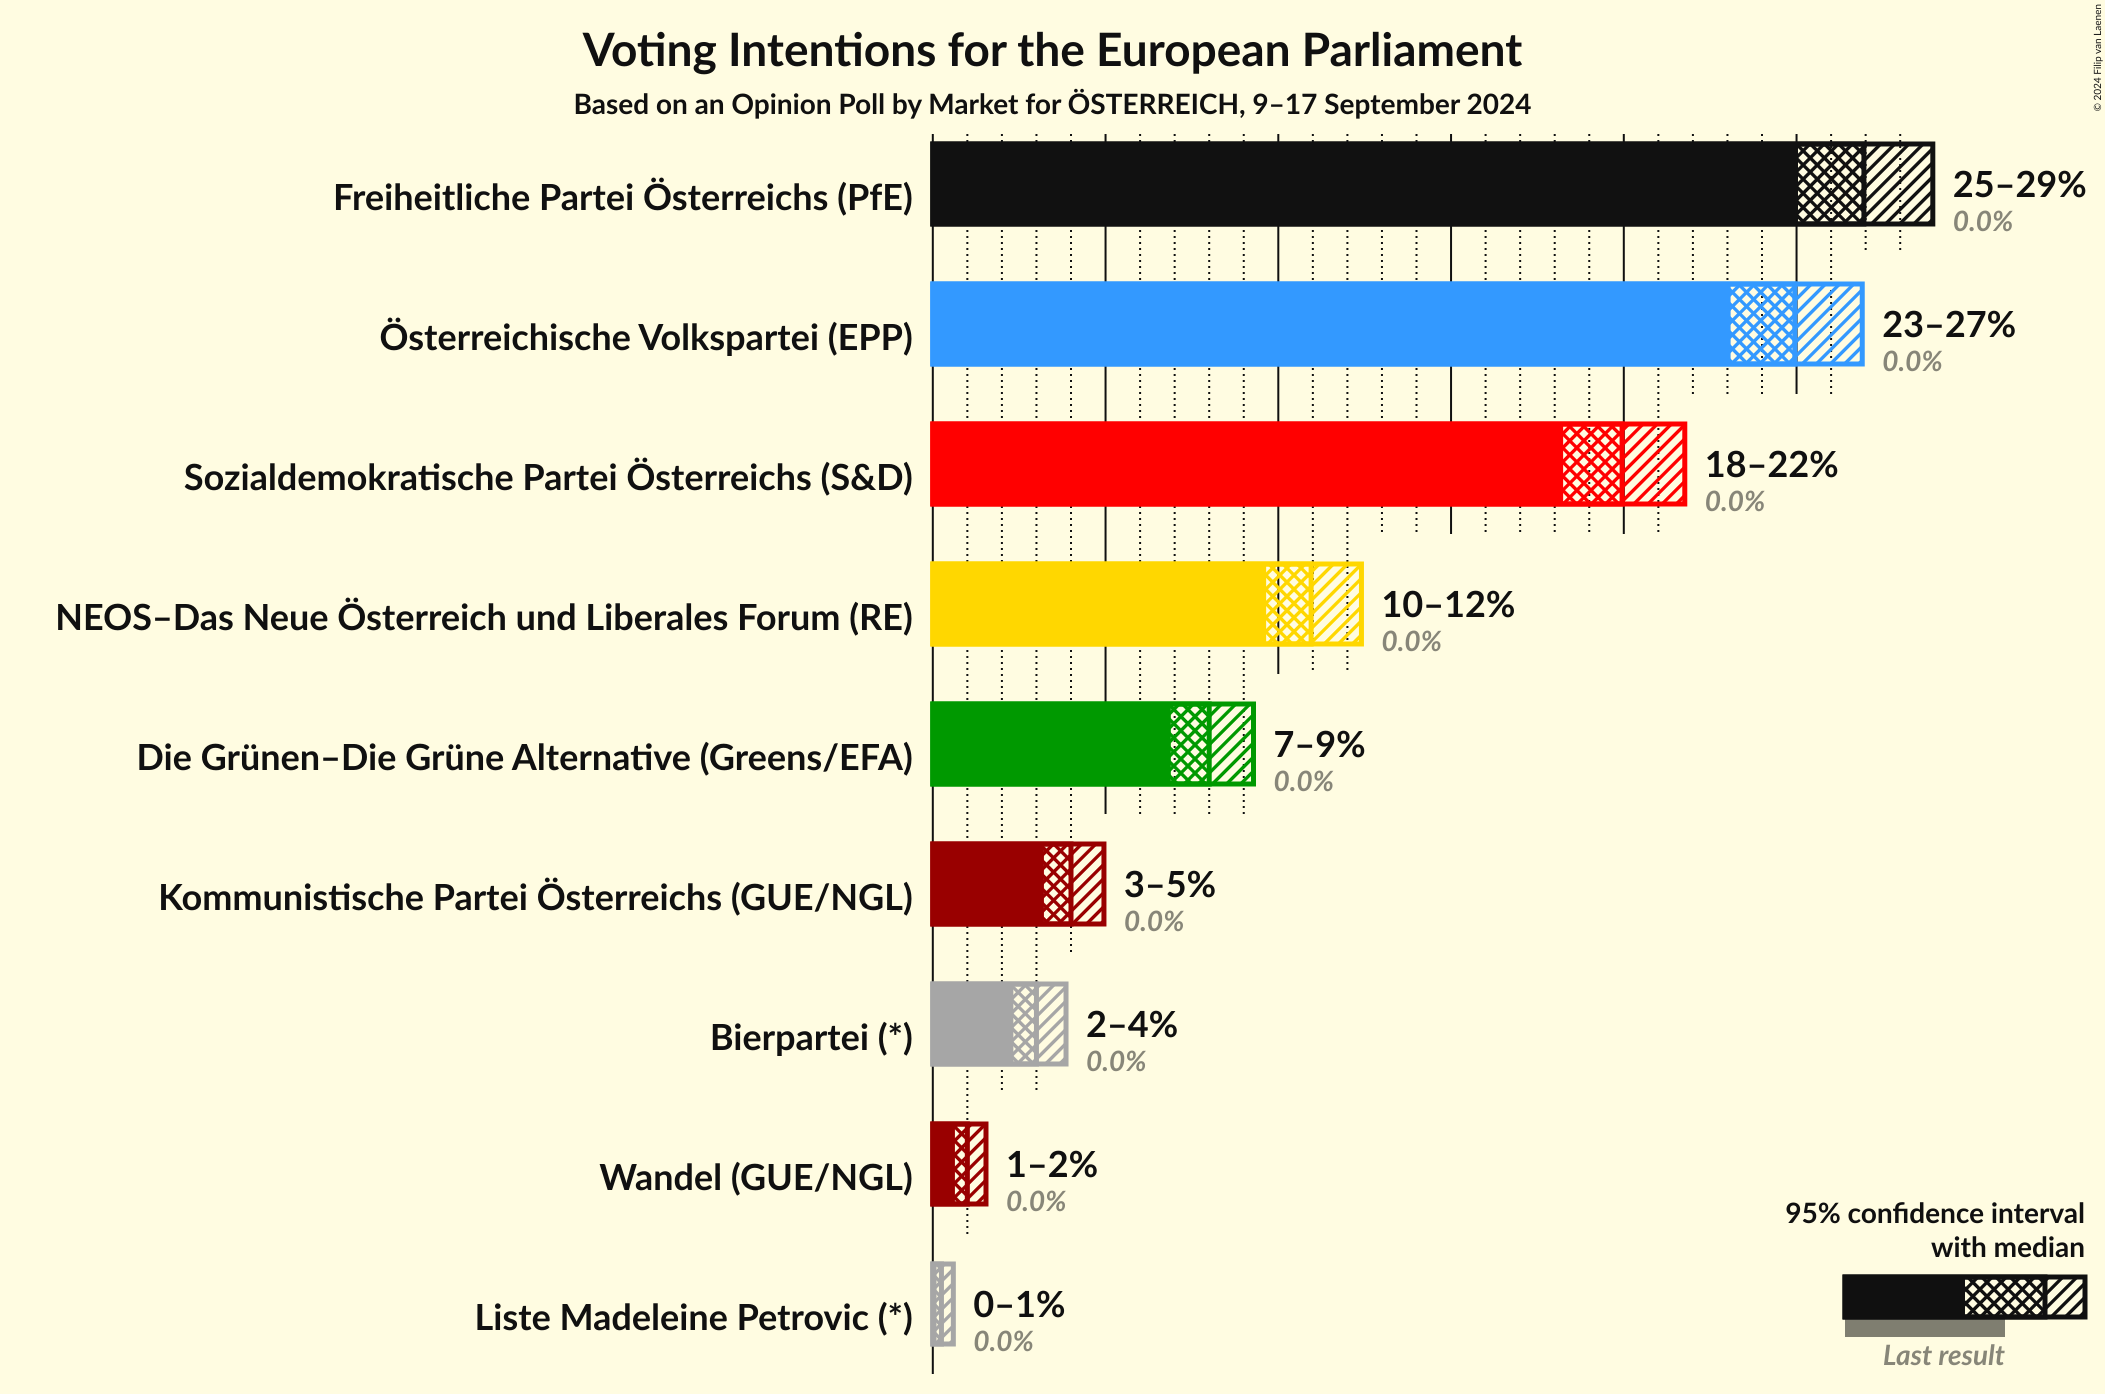 Voting Intentions for the European Parliament
Based on an Opinion Poll by Market for ÖSTERREICH, 9–17 September 2024
© 2024 Filip van Laenen
Freiheitliche Partei Österreichs (PfE)
25–29%
0.0%
Österreichische Volkspartei (EPP)
23–27%
0.0%
Sozialdemokratische Partei Österreichs (S&D)
18–22%
0.0%
NEOS–Das Neue Österreich und Liberales Forum (RE)
10–12%
0.0%
Die Grünen–Die Grüne Alternative (Greens/EFA)
7–9%
0.0%
Kommunistische Partei Österreichs (GUE/NGL)
3–5%
0.0%
Bierpartei (*)
2–4%
0.0%
Wandel (GUE/NGL)
1–2%
0.0%
Liste Madeleine Petrovic (*)
0–1%
0.0%
95% confidence interval
with median
Last result